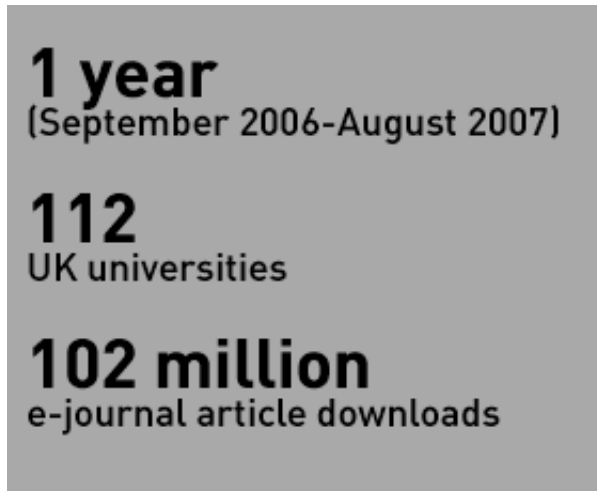 1 year
(September 2006-August 2007)
112
UK universities
102 million
e-journal article downloads